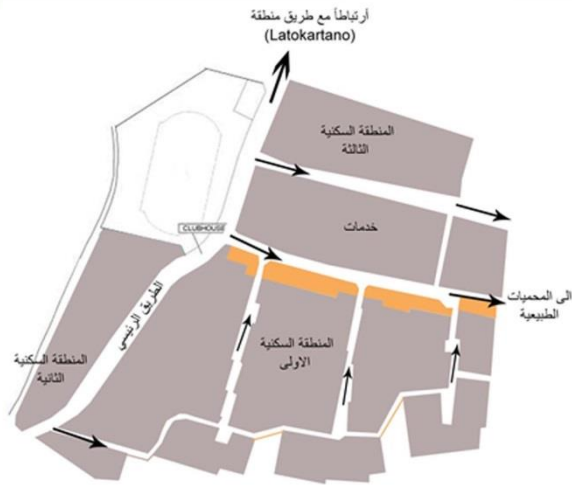 أرتباطاً مع طريق منطقة
(Latokartano)
المنطقة السكنية
الثالثة
خدمات
CLUBHOUSE
الى المحميات
الطبيعية
الطريق الرئيسي
المنطقة السكنية
الاولى
المنطقة السكنية
الثانية